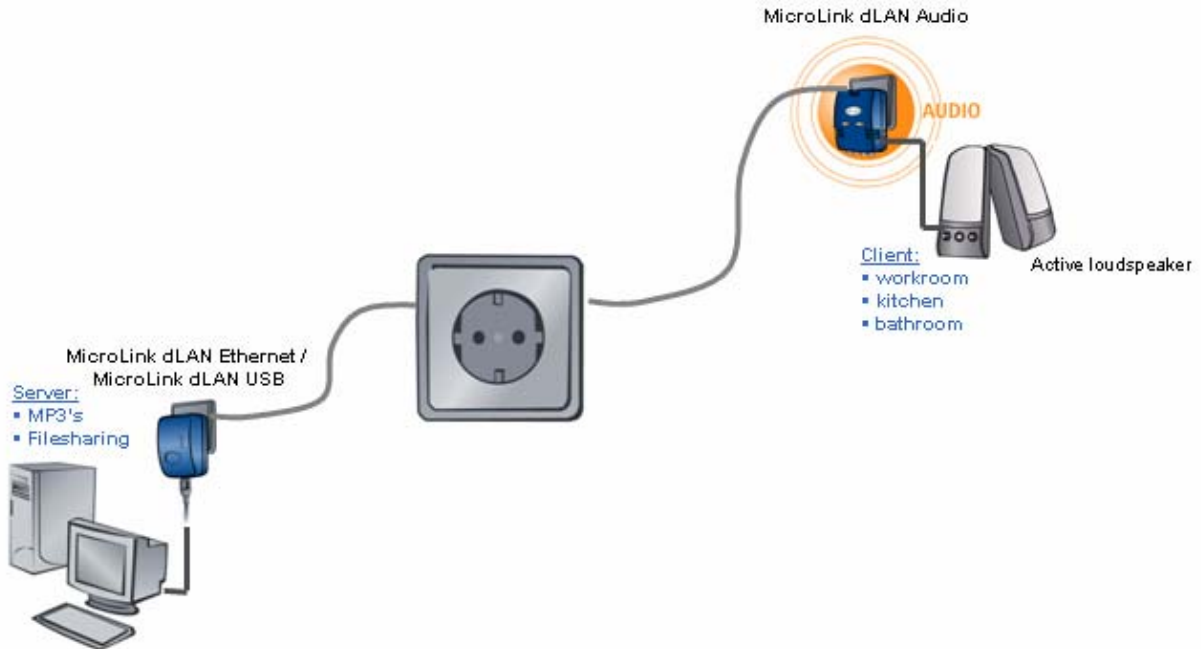 MicroLink dLAN Audio
AUDIO
Client:
▪ workroom
▪ kitchen
▪ bathroom
Active loudspeaker
MicroLink dLAN Ethernet /
MicroLink dLAN USB
Server:
▪ MP3's
▪ Filesharing